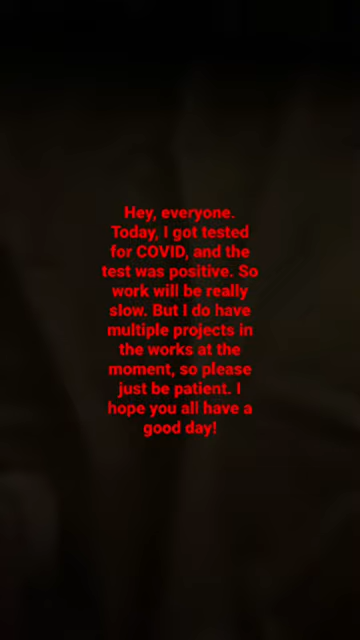 Hey, everyone.
Today, I got tested
for COVID, and the
test was positive. So
work will be really
slow. But I do have
multiple projects in
the works at the
moment, so please
just be patient. I
hope you all have a
good day!